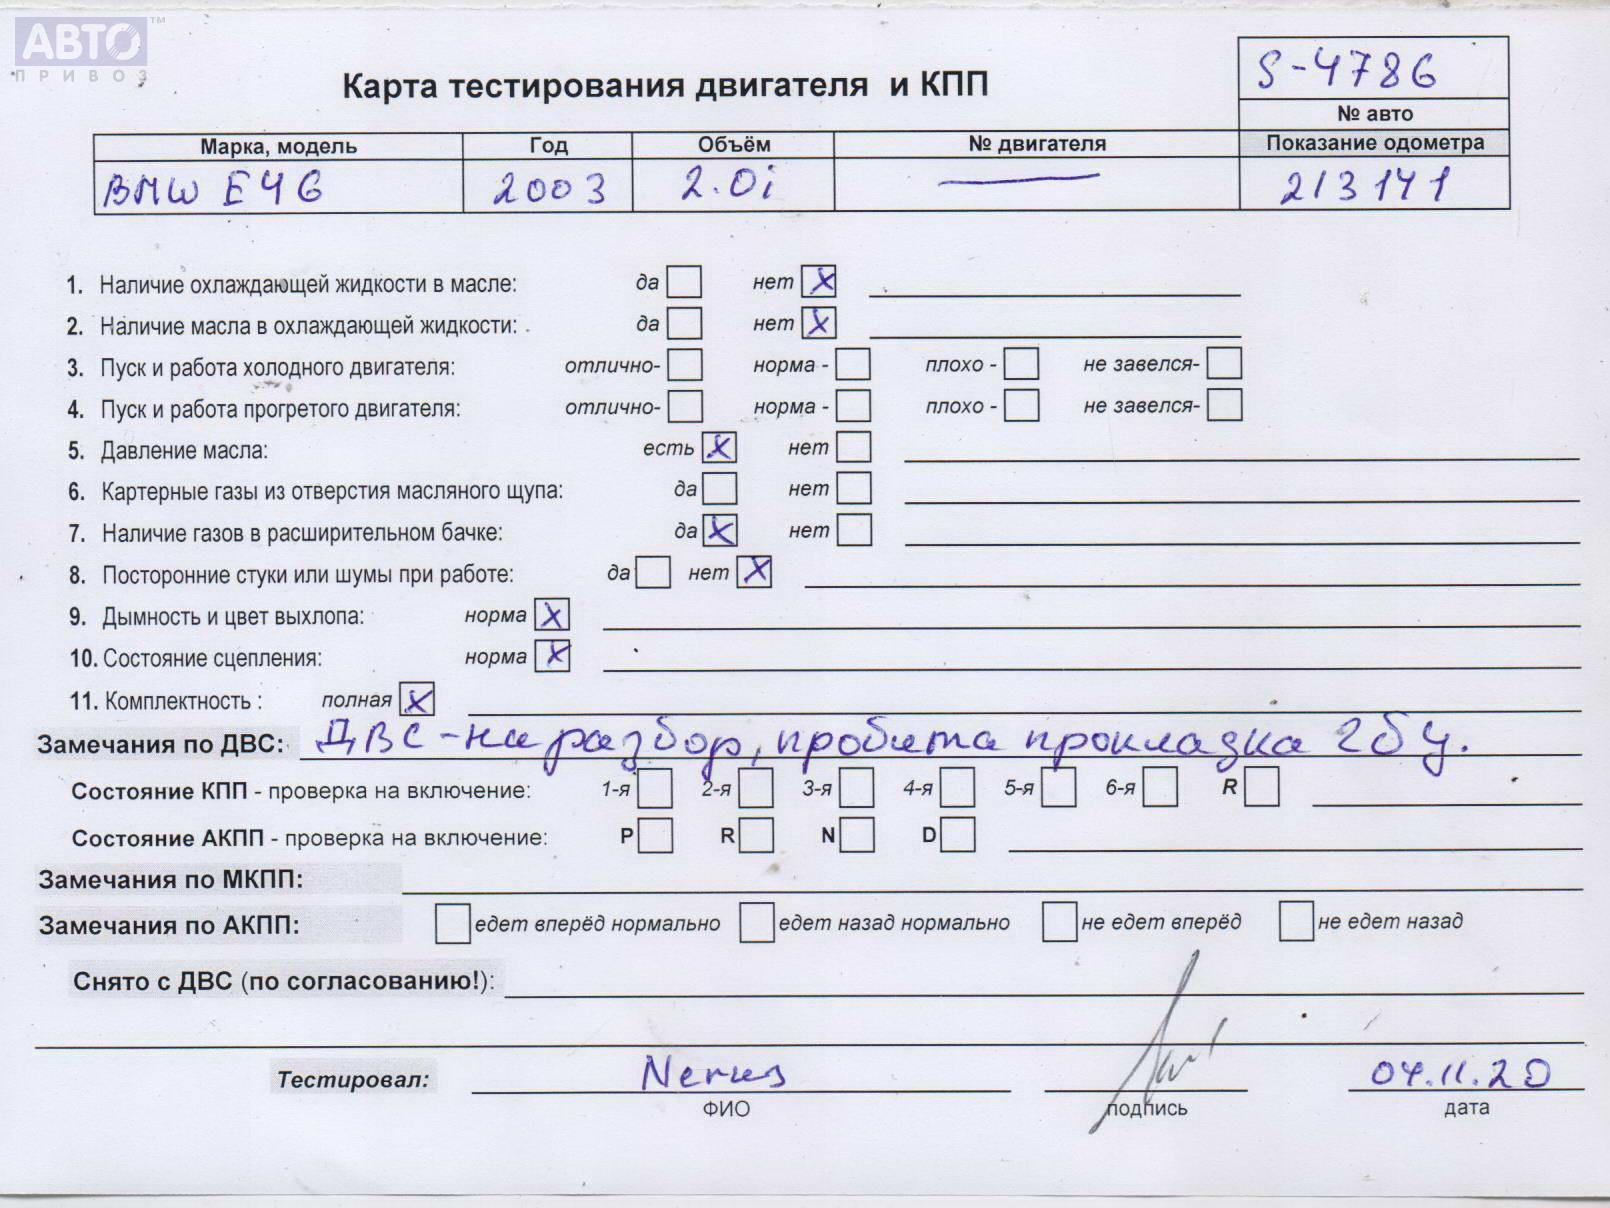 АВТО ™
ПРИВОЗ
Карта тестирования двигателя и КПП
S-4786
№ авто
Марка, модель Год Объём № двигателя Показание одометра
BMW E46 2003 2.0i — 213141
1. Наличие охлаждающей жидкости в масле: да нет X
2. Наличие масла в охлаждающей жидкости: да нет X
3. Пуск и работа холодного двигателя: отлично- норма - плохо - не завелся-
4. Пуск и работа прогретого двигателя: отлично- норма - плохо - не завелся-
5. Давление масла: есть X нет
6. Картерные газы из отверстия масляного щупа: да нет
7. Наличие газов в расширительном бачке: да X нет
8. Посторонние стуки или шумы при работе: да нет X
9. Дымность и цвет выхлопа: норма X
10. Состояние сцепления: норма X
11. Комплектность : полная X
Замечания по ДВС: ДВС - на разбор, пробита прокладка гбц.
Состояние КПП - проверка на включение: 1-я 2-я 3-я 4-я 5-я 6-я R
Состояние АКПП - проверка на включение: P R N D
Замечания по МКПП:
Замечания по АКПП: едет вперёд нормально едет назад нормально не едет вперёд не едет назад
Снято с ДВС (по согласованию!):
Тестировал: 04.11.20
ФИО подпись дата